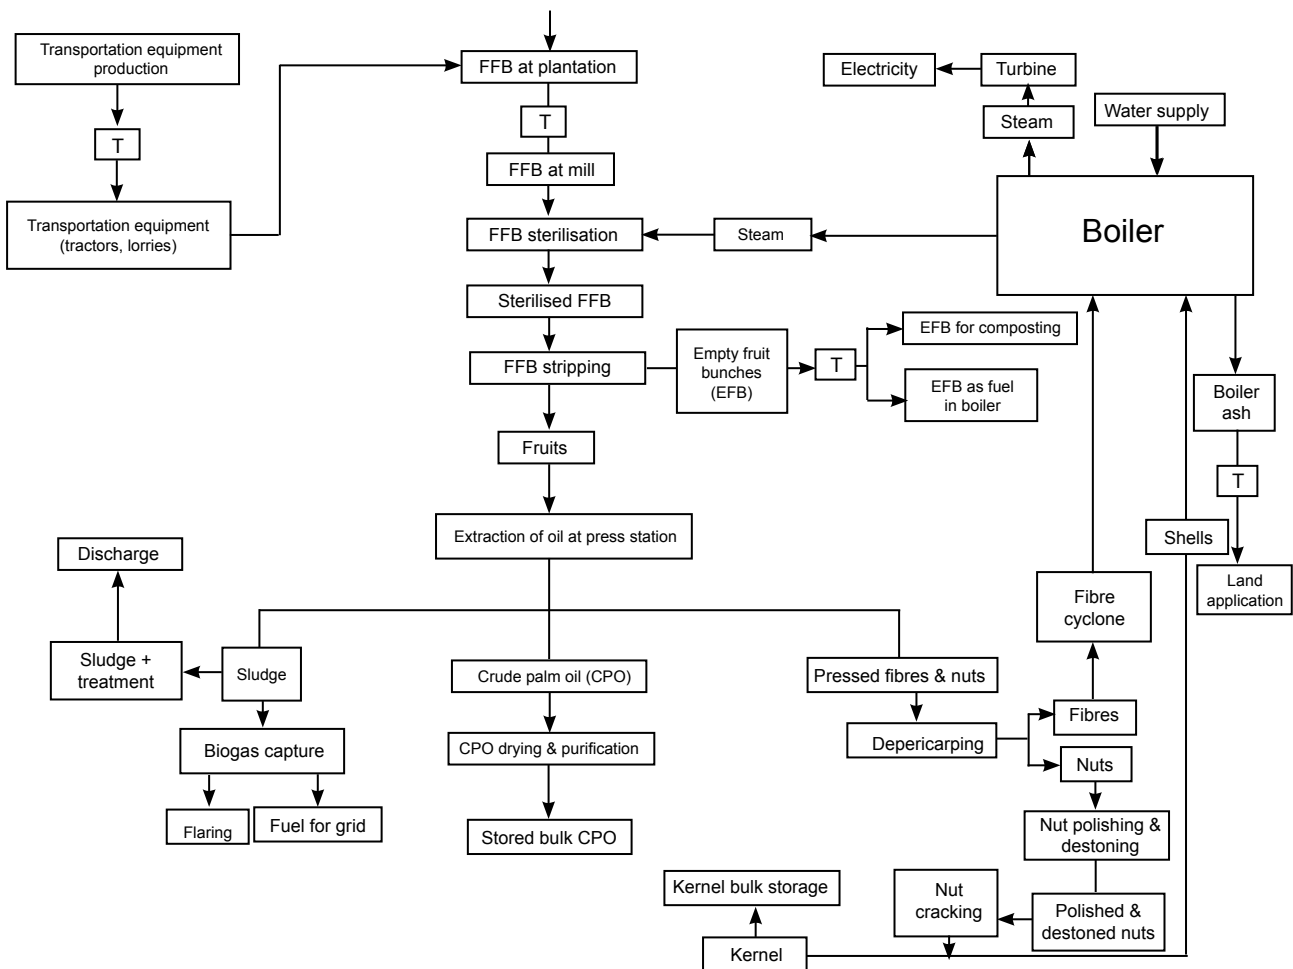 Transportation equipment
production
T
Transportation equipment
(tractors, lorries)
FFB at plantation
T
FFB at mill
FFB sterilisation
Steam
Sterilised FFB
FFB stripping
Empty fruit
bunches
(EFB)
T
EFB for composting
EFB as fuel
in boiler
Fruits
Extraction of oil at press station
Electricity
Turbine
Steam
Water supply
Boiler
Boiler
ash
T
Land
application
Shells
Fibre
cyclone
Discharge
Sludge +
treatment
Sludge
Biogas capture
Flaring
Fuel for grid
Crude palm oil (CPO)
CPO drying & purification
Stored bulk CPO
Pressed fibres & nuts
Depericarping
Fibres
Nuts
Nut polishing &
destoning
Polished &
destoned nuts
Nut
cracking
Kernel bulk storage
Kernel